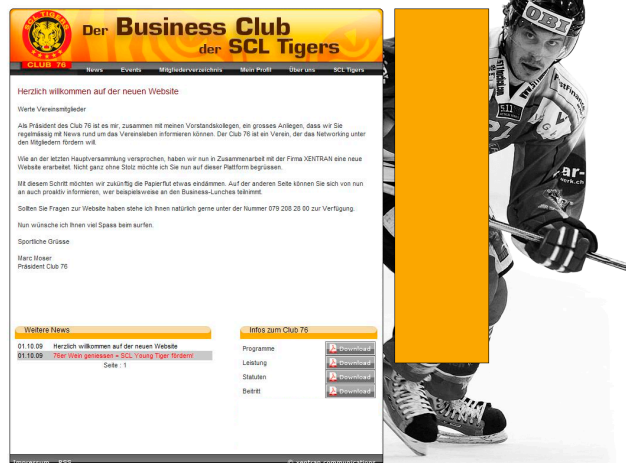 SCL TIGERS
CLUB 76
Der Business Club
der SCL Tigers
News Events Mitgliederverzeichnis Mein Profil Über uns SCL Tigers
Herzlich willkommen auf der neuen Website
Werte Vereinsmitglieder
Als Präsident des Club 76 ist es mir, zusammen mit meinen Vorstandskollegen, ein grosses Anliegen, dass wir Sie
regelmässig mit News rund um das Vereinsleben informieren können. Der Club 76 ist ein Verein, der das Networking unter
den Mitgliedern fördern will.
Wie an der letzten Hauptversammlung versprochen, haben wir nun in Zusammenarbeit mit der Firma XENTRAN eine neue
Website erarbeitet. Nicht ganz ohne Stolz möchte ich Sie nun auf dieser Plattform begrüssen.
Mit diesem Schritt möchten wir zukünftig die Papierflut etwas eindämmen. Auf der anderen Seite können Sie sich von nun
an auch proaktiv informieren, wer beispielsweise an den Business-Lunches teilnimmt.
Sollten Sie Fragen zur Website haben stehe ich Ihnen natürlich gerne unter der Nummer 079 208 28 00 zur Verfügung.
Nun wünsche ich Ihnen viel Spass beim surfen.
Sportliche Grüsse
Marc Moser
Präsident Club 76
Weitere News
01.10.09 Herzlich willkommen auf der neuen Website
01.10.09 76er Wein geniessen = SCL Young Tiger fördern!
Seite : 1
Infos zum Club 76
Programme Download
Leistung Download
Statuten Download
Beitritt Download
Impressum RSS © xentran communications
OBI
511